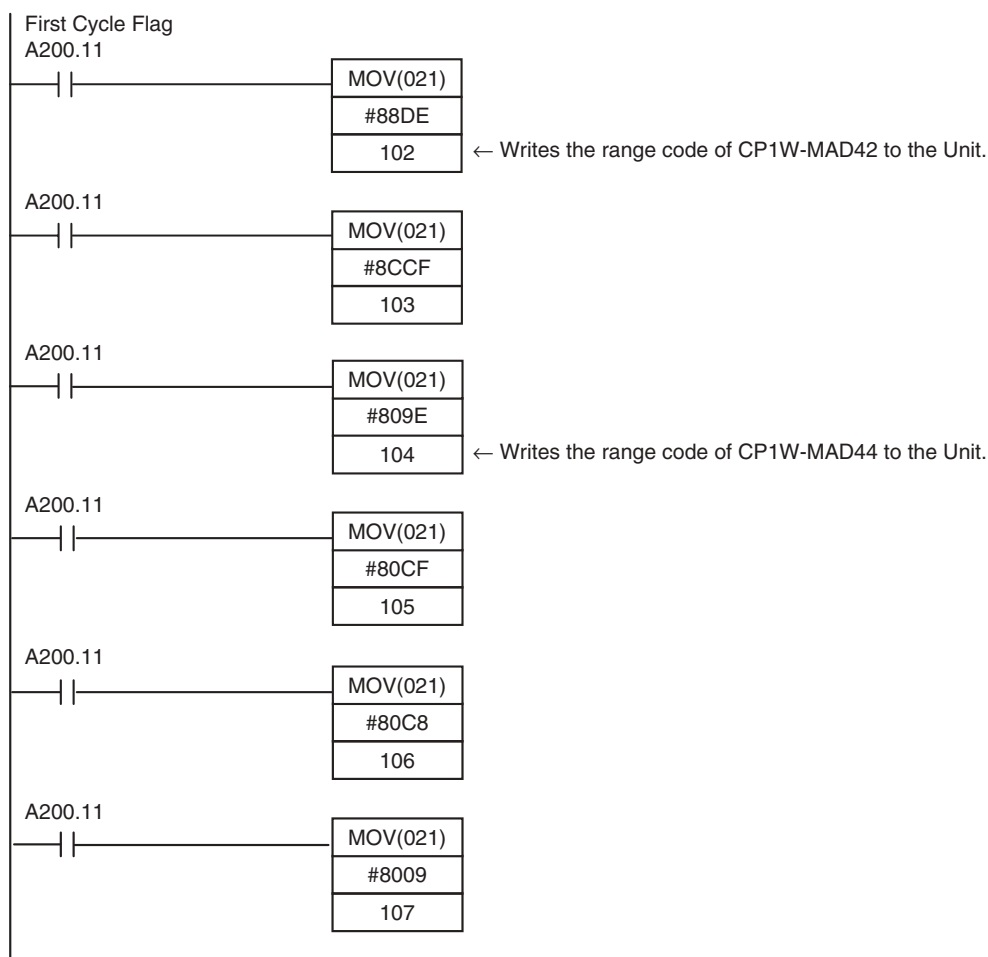 First Cycle Flag
A200.11
MOV(021)
#88DE
102 ← Writes the range code of CP1W-MAD42 to the Unit.
A200.11
MOV(021)
#8CCF
103
A200.11
MOV(021)
#809E
104 ← Writes the range code of CP1W-MAD44 to the Unit.
A200.11
MOV(021)
#80CF
105
A200.11
MOV(021)
#80C8
106
A200.11
MOV(021)
#8009
107